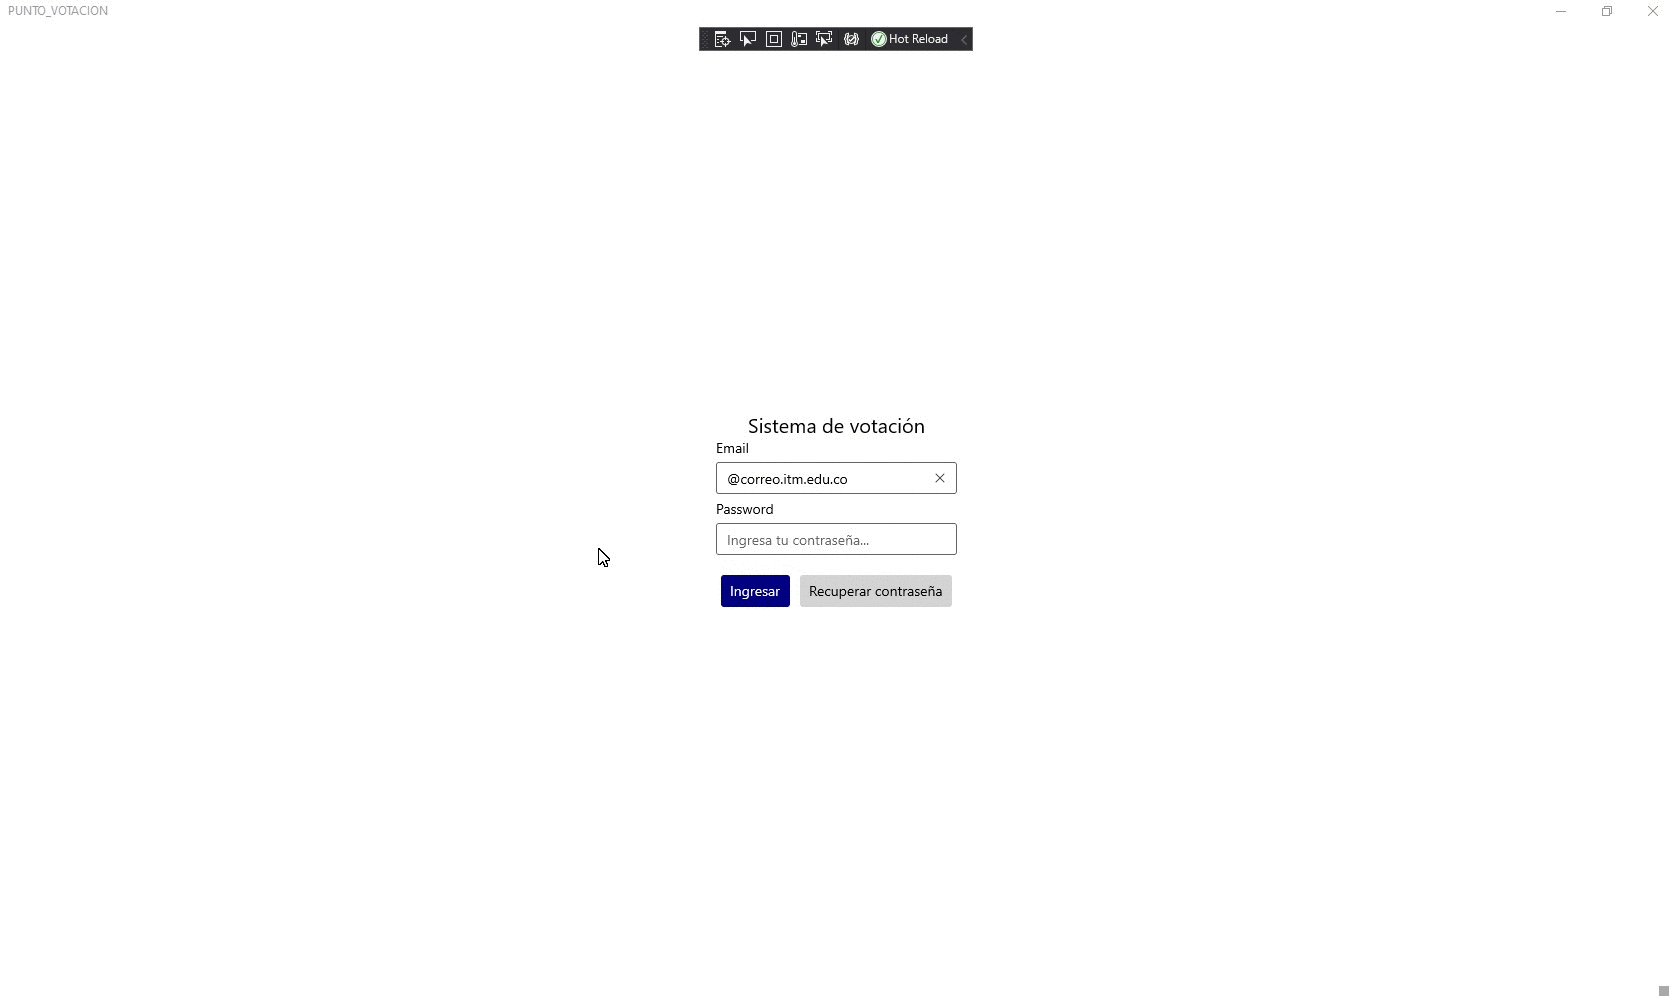 PUNTO_VOTACION
Hot Reload
Sistema de votación
Email
@correo.itm.edu.co
Password
Ingresa tu contraseña...
Ingresar Recuperar contraseña